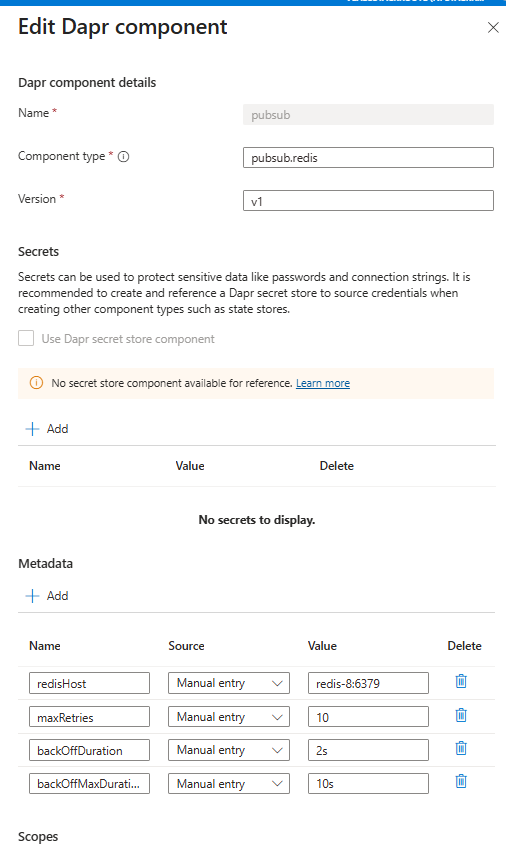 Edit Dapr component
Dapr component details
Name *
pubsub
Component type *
pubsub.redis
Version *
v1
Secrets
Secrets can be used to protect sensitive data like passwords and connection strings. It is
recommended to create and reference a Dapr secret store to source credentials when
creating other component types such as state stores.
Use Dapr secret store component
No secret store component available for reference. Learn more
Add
Name Value Delete
No secrets to display.
Metadata
Add
Name Source Value Delete
redisHost Manual entry redis-8:6379
maxRetries Manual entry 10
backOffDuration Manual entry 2s
backOffMaxDurati... Manual entry 10s
Scopes